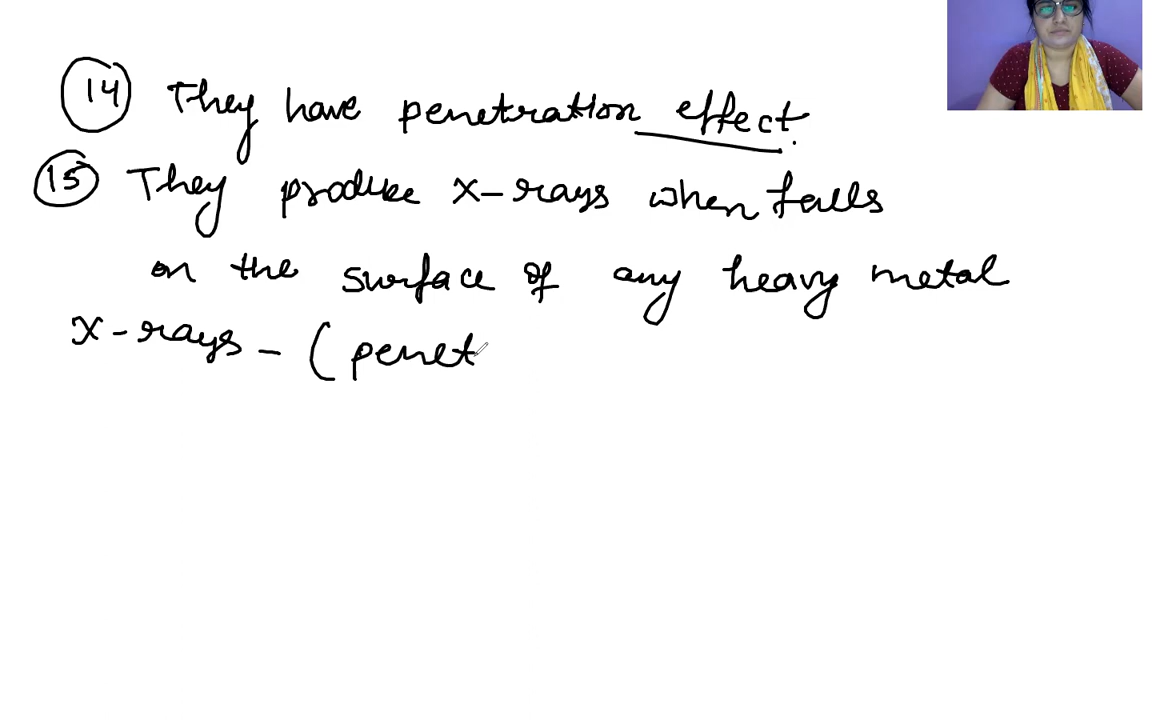 14 They have penetration effect.
15 They produce x-rays when falls
on the surface of any heavy metal
X-rays - (penet